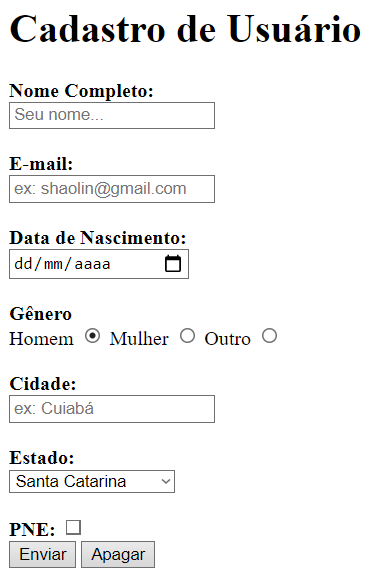 Cadastro de Usuário
Nome Completo:
Seu nome...
E-mail:
ex: shaolin@gmail.com
Data de Nascimento:
dd/mm/aaaa
Gênero
Homem Mulher Outro
Cidade:
ex: Cuiabá
Estado:
Santa Catarina
PNE:
Enviar Apagar